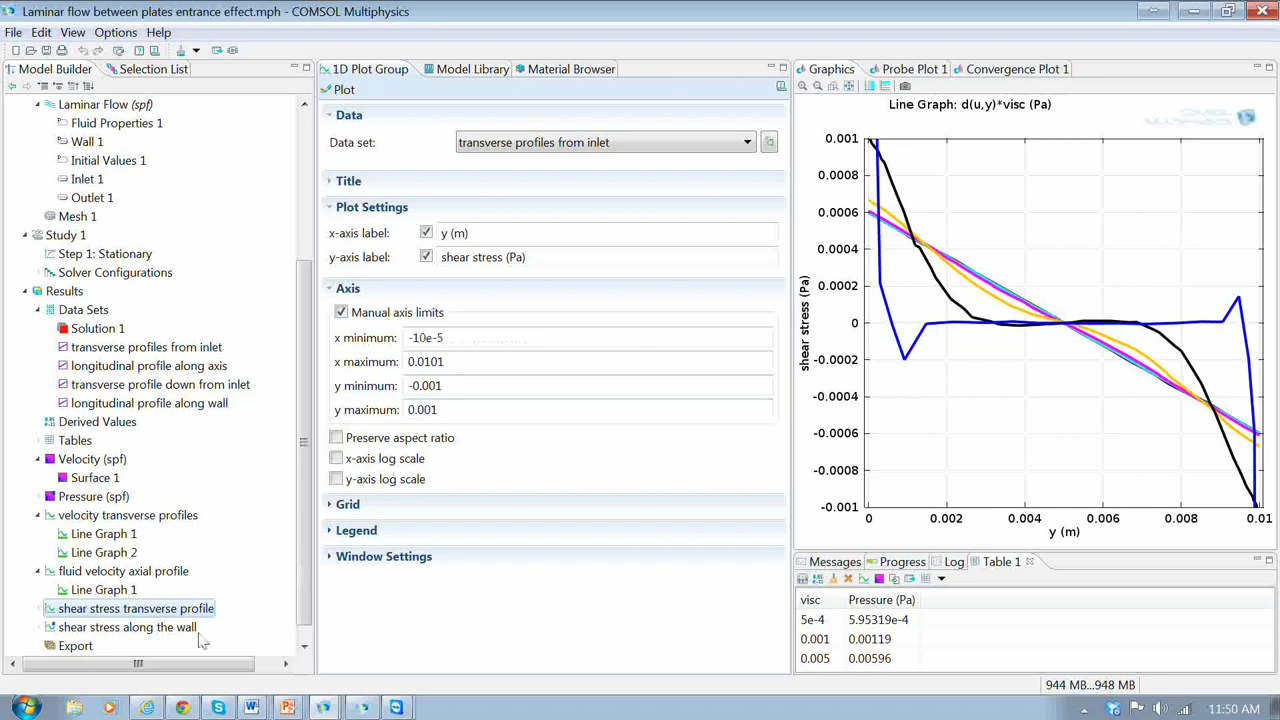 Laminar flow between plates entrance effect.mph - COMSOL Multiphysics
File Edit View Options Help
Model Builder Selection List
Laminar Flow (spf)
Fluid Properties 1
Wall 1
Initial Values 1
Inlet 1
Outlet 1
Mesh 1
Study 1
Step 1: Stationary
Solver Configurations
Results
Data Sets
Solution 1
transverse profiles from inlet
longitudinal profile along axis
transverse profile down from inlet
longitudinal profile along wall
Derived Values
Tables
Velocity (spf)
Surface 1
Pressure (spf)
velocity transverse profiles
Line Graph 1
Line Graph 2
fluid velocity axial profile
Line Graph 1
shear stress transverse profile
shear stress along the wall
Export
1D Plot Group Model Library Material Browser
Plot
Data
Data set: transverse profiles from inlet
Title
Plot Settings
x-axis label: y (m)
y-axis label: shear stress (Pa)
Axis
Manual axis limits
x minimum: -10e-5
x maximum: 0.0101
y minimum: -0.001
y maximum: 0.001
Preserve aspect ratio
x-axis log scale
y-axis log scale
Grid
Legend
Window Settings
Graphics Probe Plot 1 Convergence Plot 1
Line Graph: d(u,y)*visc (Pa)
COMSOL
MULTIPHYSICS
0.001
0.0008
0.0006
0.0004
0.0002
0
-0.0002
-0.0004
-0.0006
-0.0008
-0.001
shear stress (Pa)
0 0.002 0.004 0.006 0.008 0.01
y (m)
Messages Progress Log Table 1
visc Pressure (Pa)
5e-4 5.95319e-4
0.001 0.00119
0.005 0.00596
944 MB...948 MB
11:50 AM